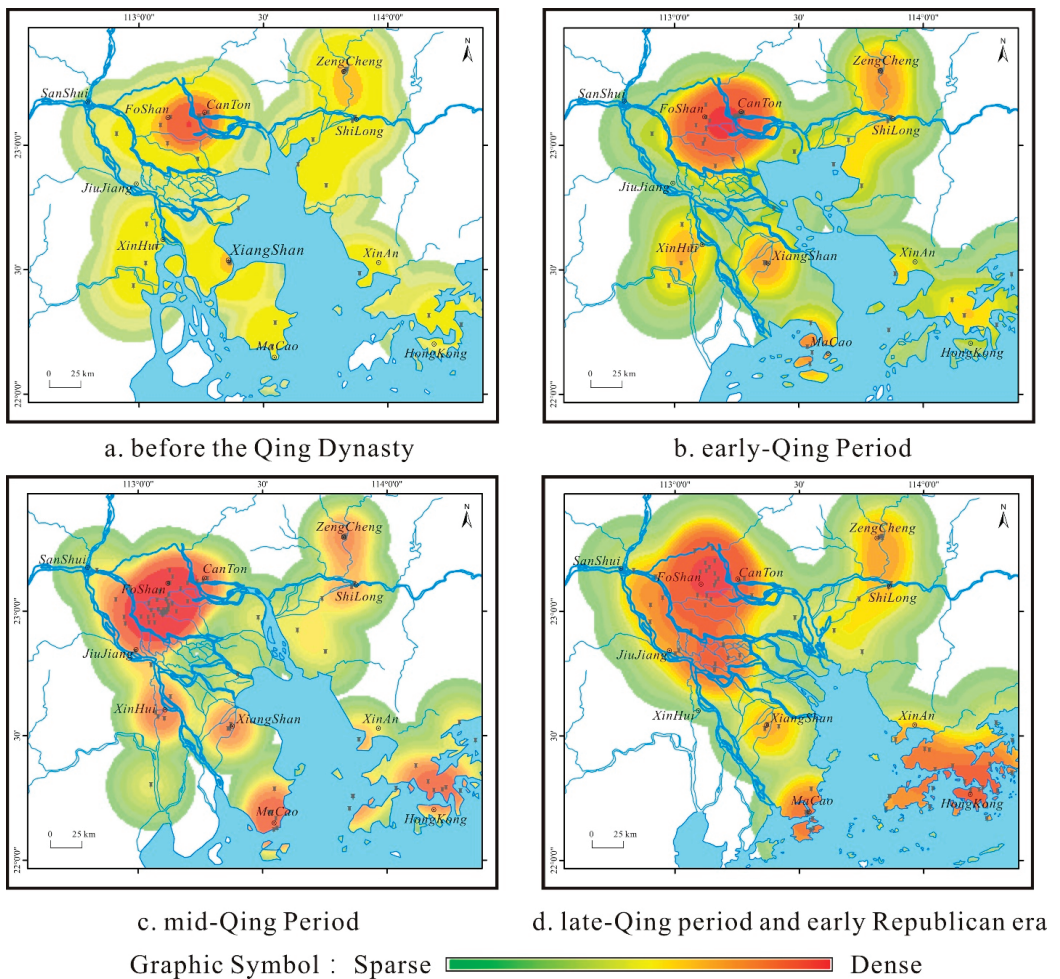 113°0'0" 30' 114°0'0"
113°0'0" 30' 114°0'0"
N
N
ZengCheng
ZengCheng
SanShui
SanShui
FoShan
CanTon
FoShan
CanTon
ShiLong
ShiLong
23°0'0"
23°0'0"
JiuJiang
JiuJiang
XinHui
XiangShan
XinAn
XinHui
XiangShan
XinAn
30'
30'
MaCao
HongKong
MaCao
HongKong
0 25 km
0 25 km
22°0'0"
22°0'0"
a. before the Qing Dynasty
b. early-Qing Period
113°0'0" 30' 114°0'0"
113°0'0" 30' 114°0'0"
N
N
ZengCheng
ZengCheng
SanShui
SanShui
FoShan
CanTon
FoShan
CanTon
ShiLong
ShiLong
23°0'0"
23°0'0"
JiuJiang
JiuJiang
XinHui
XiangShan
XinAn
XinHui
XiangShan
XinAn
30'
30'
MaCao
HongKong
MaCao
HongKong
0 25 km
0 25 km
22°0'0"
22°0'0"
c. mid-Qing Period
d. late-Qing period and early Republican era
Graphic Symbol : Sparse Dense